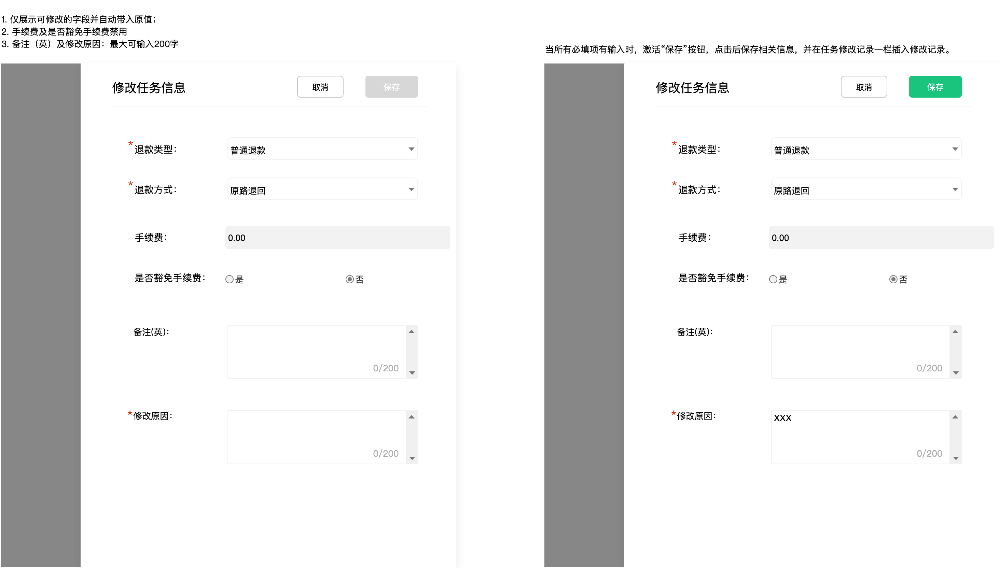 1. 仅展示可修改的字段并自动带入原值；
2. 手续费及是否豁免手续费禁用
3. 备注（英）及修改原因：最大可输入200字
修改任务信息
取消
保存
*退款类型：
普通退款
*退款方式：
原路退回
手续费：
0.00
是否豁免手续费：
是
否
备注(英)：
0/200
*修改原因：
0/200
当所有必填项有输入时，激活“保存”按钮，点击后保存相关信息，并在任务修改记录一栏插入修改记录。
修改任务信息
取消
保存
*退款类型：
普通退款
*退款方式：
原路退回
手续费：
0.00
是否豁免手续费：
是
否
备注(英)：
0/200
*修改原因：
XXX
0/200